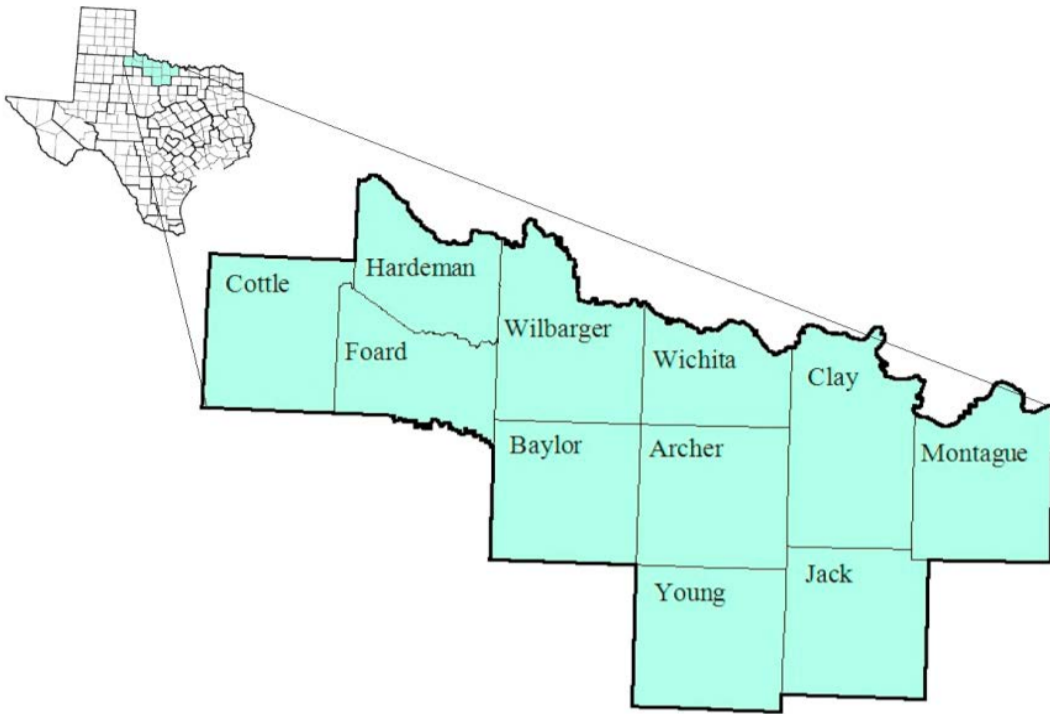 Cottle
Hardeman
Foard
Wilbarger
Wichita
Clay
Montague
Baylor
Archer
Young
Jack